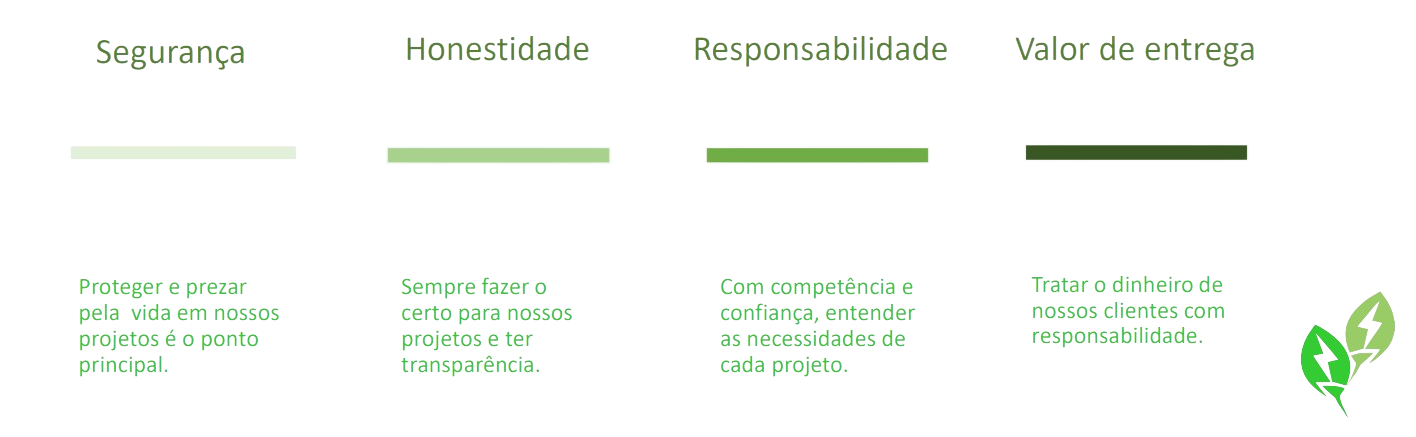 Segurança
Honestidade
Responsabilidade
Valor de entrega
Proteger e prezar
pela  vida em nossos
projetos é o ponto
principal.
Sempre fazer o
certo para nossos
projetos e ter
transparência.
Com competência e
confiança, entender
as necessidades de
cada projeto.
Tratar o dinheiro de
nossos clientes com
responsabilidade.